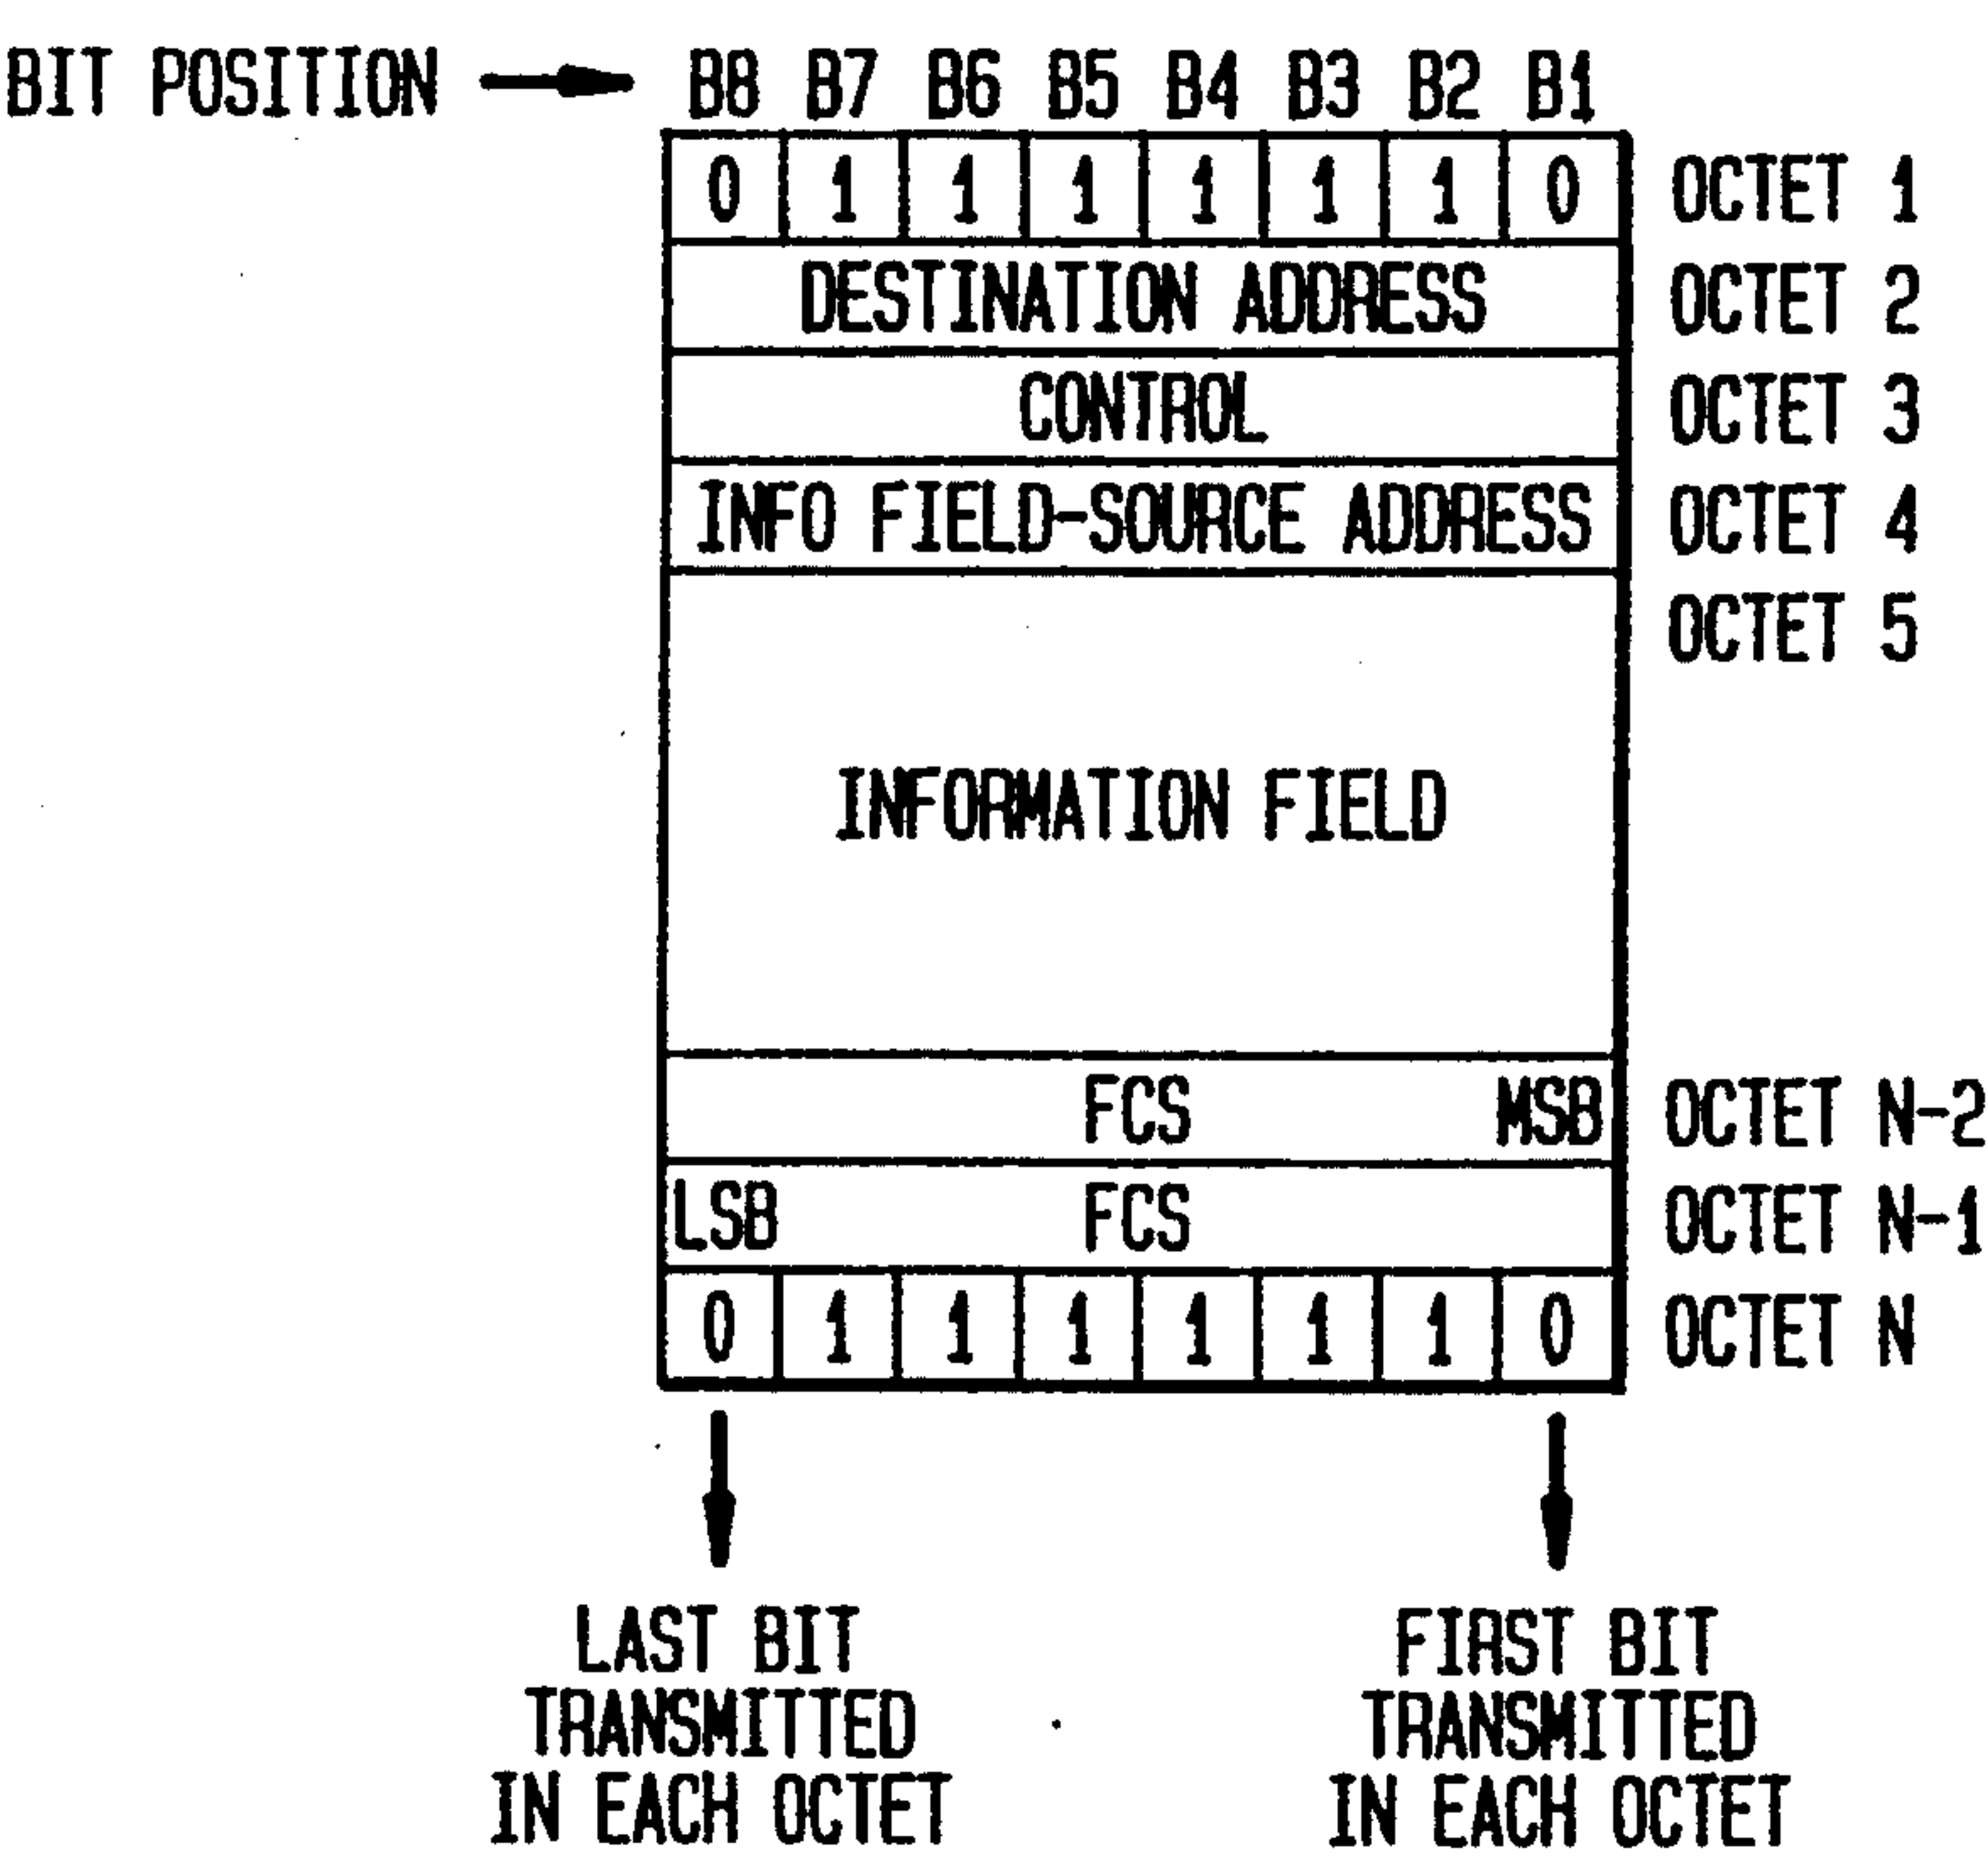 BIT POSITION B8 B7 B6 B5 B4 B3 B2 B1
0 1 1 1 1 1 1 0 OCTET 1
DESTINATION ADDRESS OCTET 2
CONTROL OCTET 3
INFO FIELD-SOURCE ADDRESS OCTET 4
OCTET 5
INFORMATION FIELD
FCS MSB OCTET N-2
LSB FCS OCTET N-1
0 1 1 1 1 1 1 0 OCTET N
LAST BIT
TRANSMITTED
IN EACH OCTET
FIRST BIT
TRANSMITTED
IN EACH OCTET